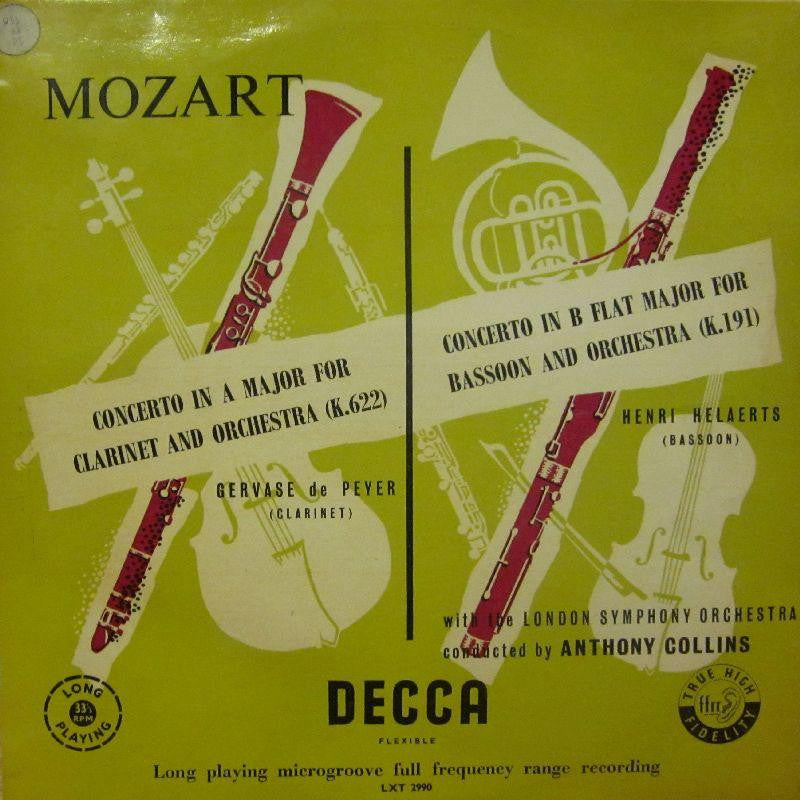 MOZART
CONCERTO IN A MAJOR FOR
CLARINET AND ORCHESTRA (K.622)
GERVASE de PEYER
(CLARINET)
CONCERTO IN B FLAT MAJOR FOR
BASSOON AND ORCHESTRA (K.191)
HENRI HELAERTS
(BASSOON)
with the LONDON SYMPHONY ORCHESTRA
conducted by ANTHONY COLLINS
LONG
33⅓
RPM
PLAYING
DECCA
FLEXIBLE
TRUE HIGH
ffrr
FIDELITY
Long playing microgroove full frequency range recording
LXT 2990